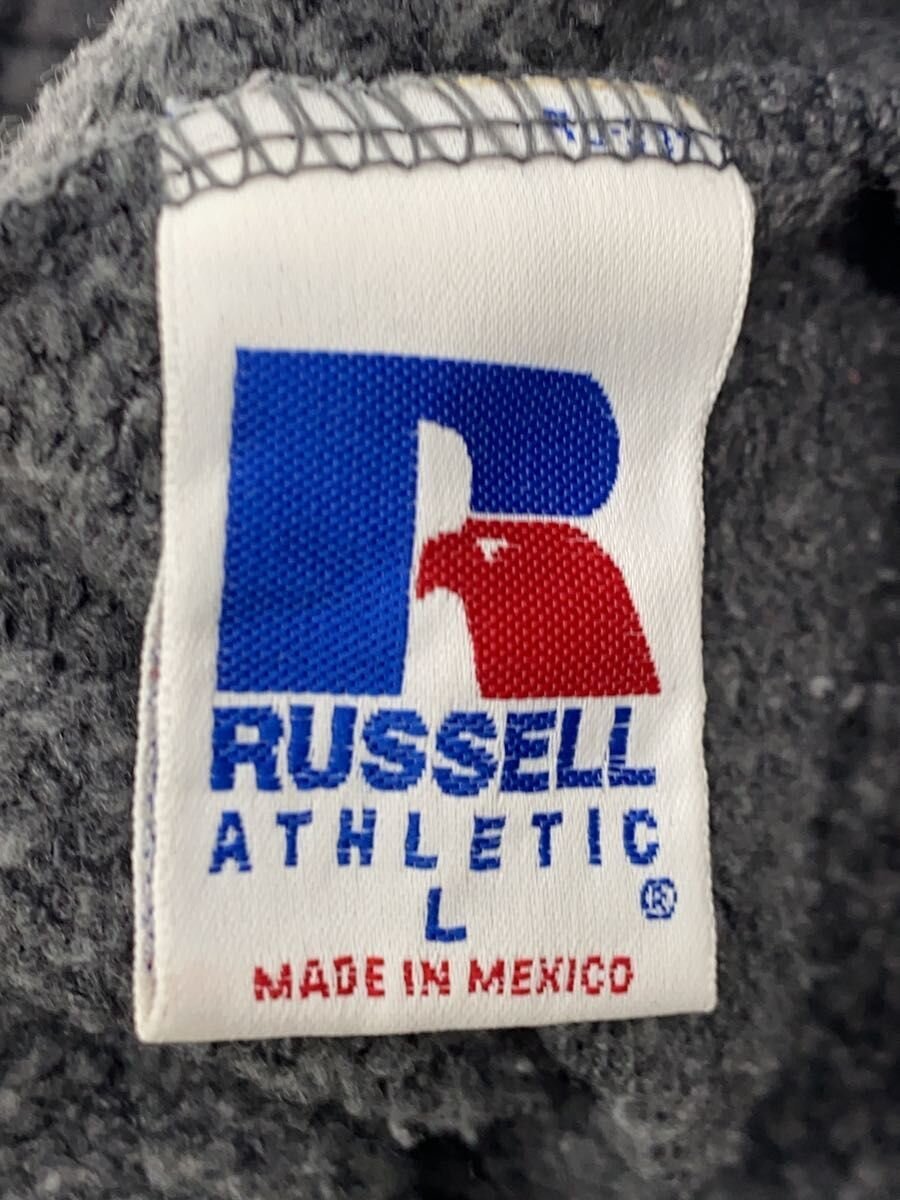 RUSSELL
ATHLETIC
L ®
MADE IN MEXICO